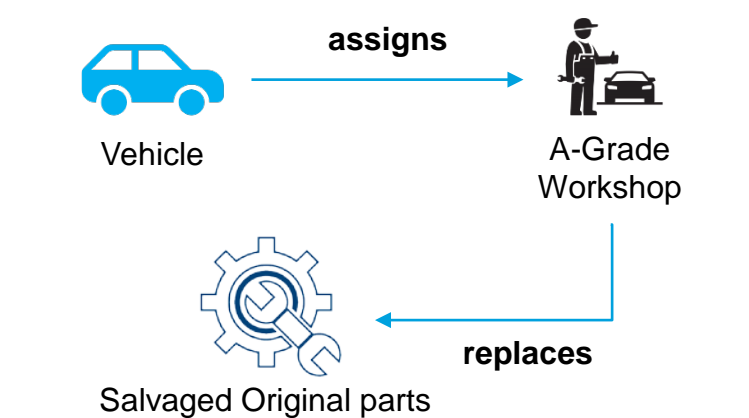 assigns
Vehicle
A-Grade
Workshop
replaces
Salvaged Original parts